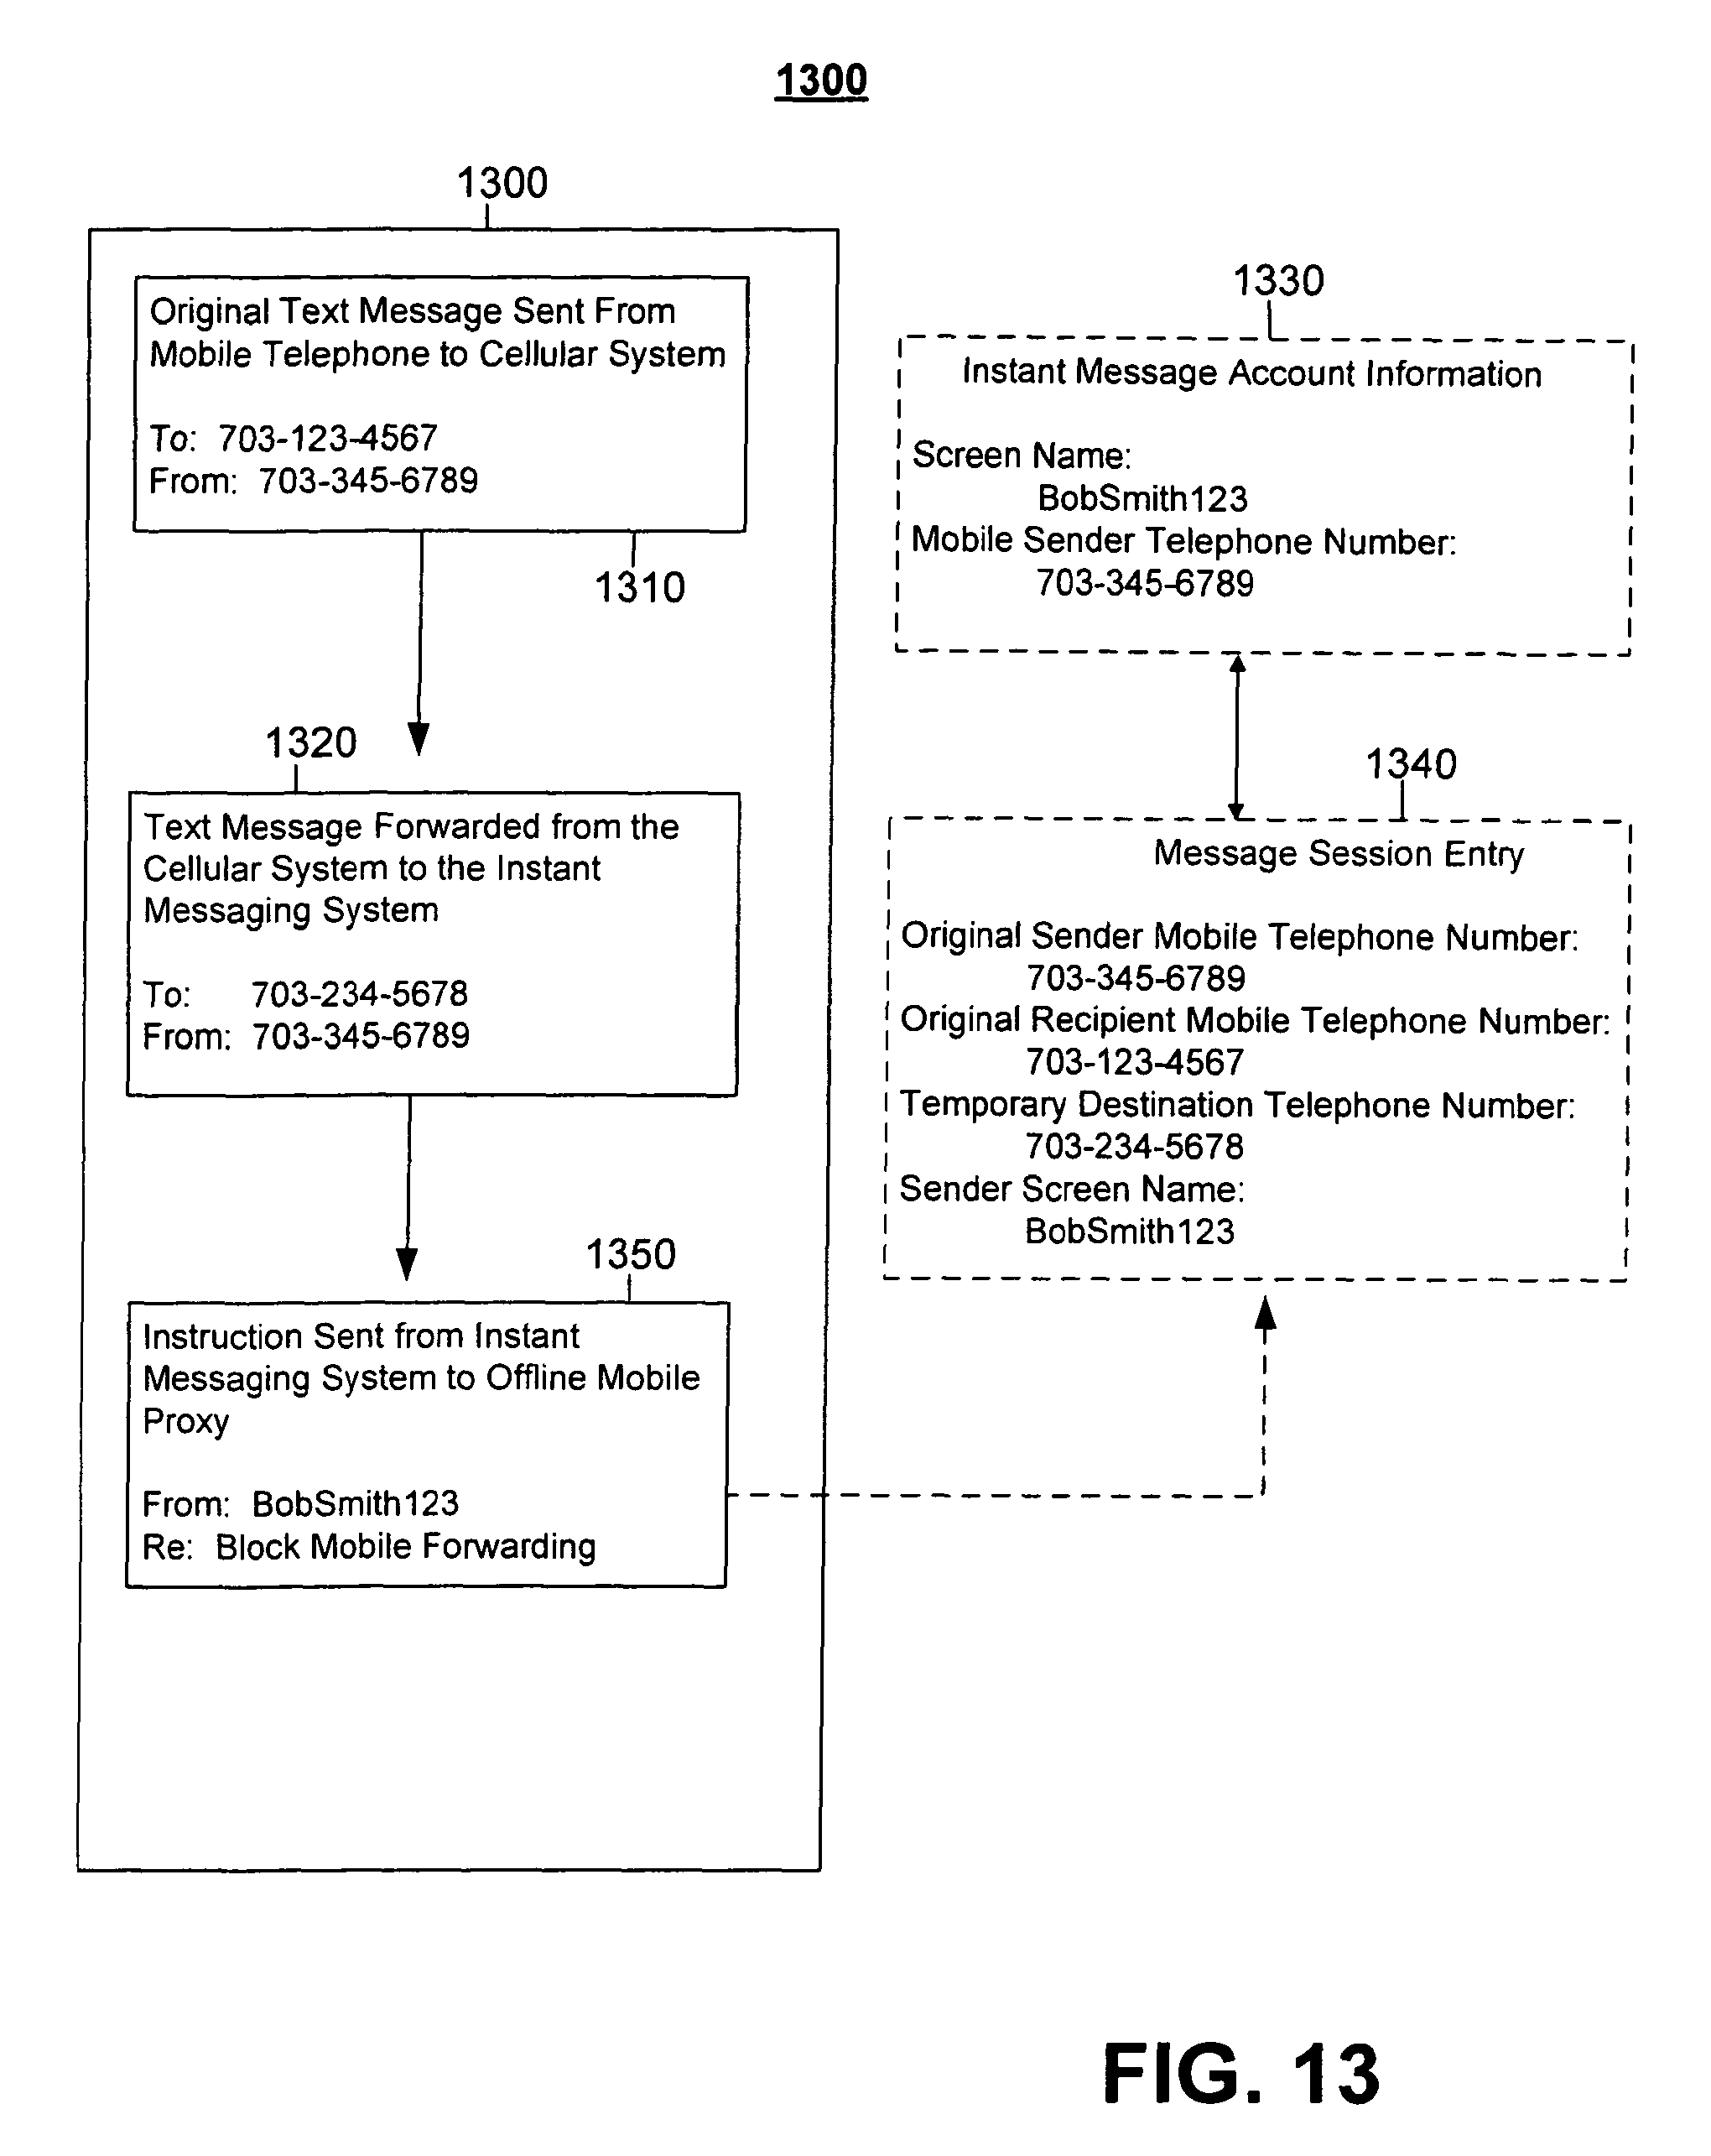 1300
1300
Original Text Message Sent From
Mobile Telephone to Cellular System
To: 703-123-4567
From: 703-345-6789
1310
1320
Text Message Forwarded from the
Cellular System to the Instant
Messaging System
To: 703-234-5678
From: 703-345-6789
1350
Instruction Sent from Instant
Messaging System to Offline Mobile
Proxy
From: BobSmith123
Re: Block Mobile Forwarding
1330
Instant Message Account Information
Screen Name:
BobSmith123
Mobile Sender Telephone Number:
703-345-6789
1340
Message Session Entry
Original Sender Mobile Telephone Number:
703-345-6789
Original Recipient Mobile Telephone Number:
703-123-4567
Temporary Destination Telephone Number:
703-234-5678
Sender Screen Name:
BobSmith123
FIG. 13